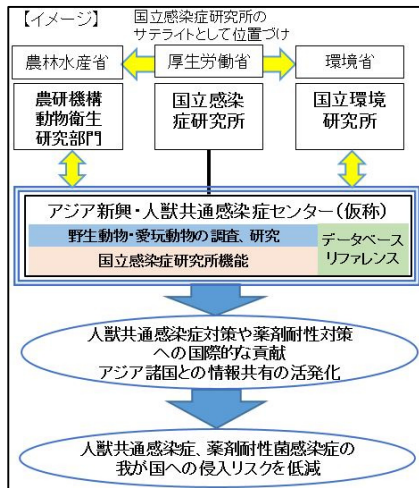 【イメージ】
国立感染症研究所の
サテライトとして位置づけ
農林水産省
厚生労働省
環境省
農研機構
動物衛生
研究部門
国立感染
症研究所
国立環境
研究所
アジア新興・人獣共通感染症センター(仮称)
野生動物・愛玩動物の調査、研究
国立感染症研究所機能
データベース
リファレンス
人獣共通感染症対策や薬剤耐性対策
への国際的な貢献
アジア諸国との情報共有の活発化
人獣共通感染症、薬剤耐性菌感染症の
我が国への侵入リスクを低減